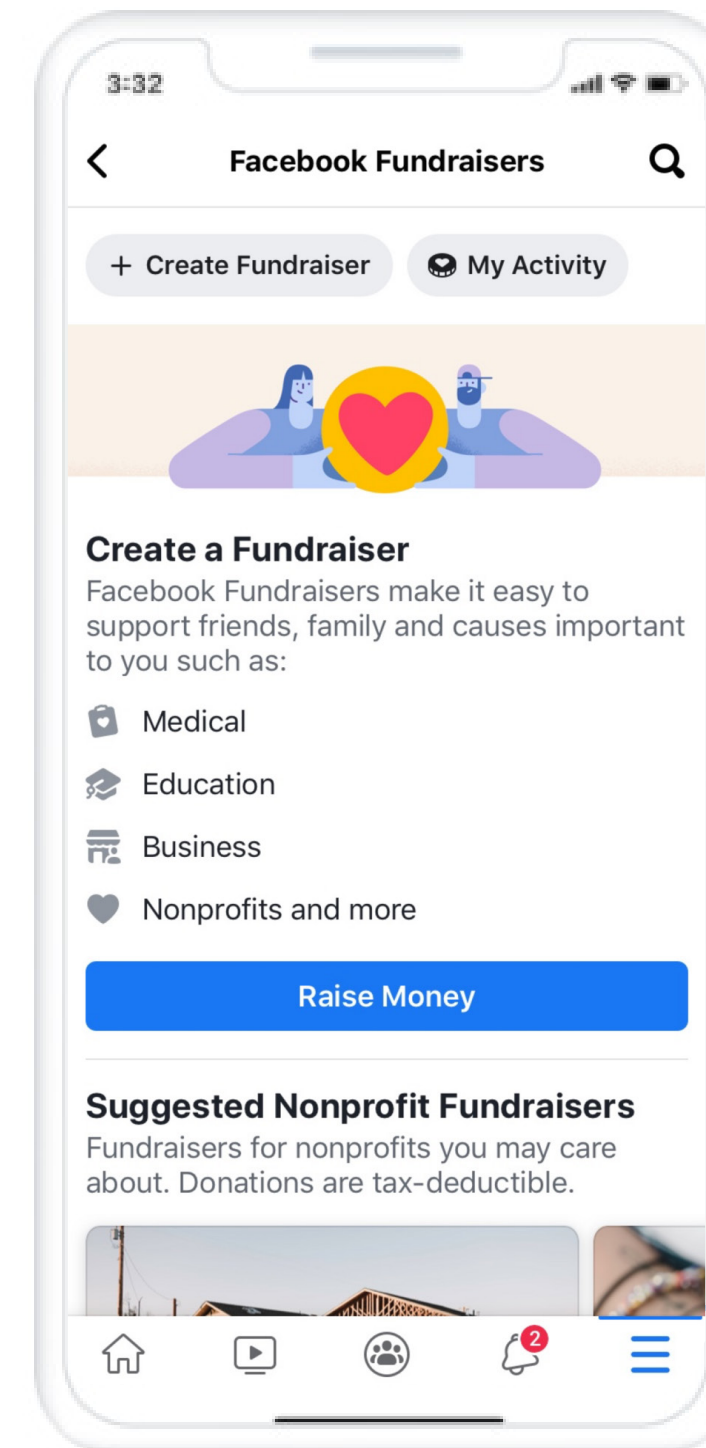 3:32
Facebook Fundraisers
+ Create Fundraiser
My Activity
Create a Fundraiser
Facebook Fundraisers make it easy to
support friends, family and causes important
to you such as:
Medical
Education
Business
Nonprofits and more
Raise Money
Suggested Nonprofit Fundraisers
Fundraisers for nonprofits you may care
about. Donations are tax-deductible.
2